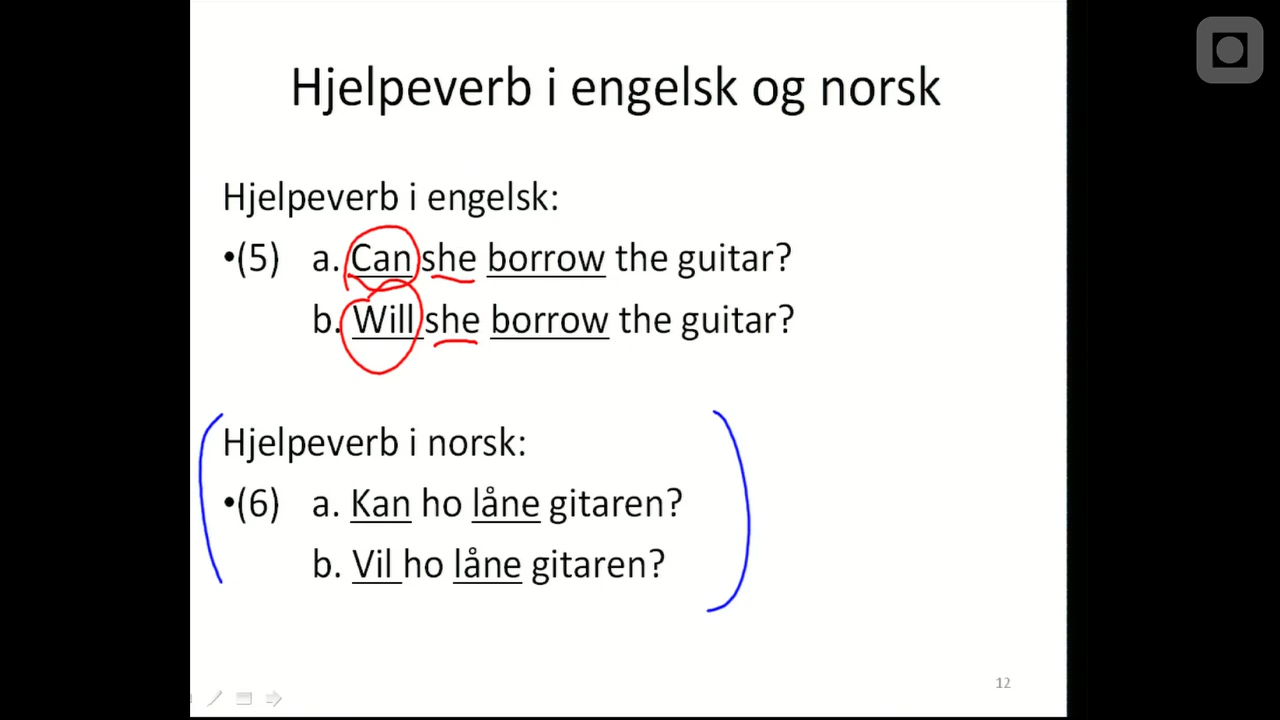 Hjelpeverb i engelsk og norsk
Hjelpeverb i engelsk:
•(5) a. Can she borrow the guitar?
b. Will she borrow the guitar?
Hjelpeverb i norsk:
•(6) a. Kan ho låne gitaren?
b. Vil ho låne gitaren?
12